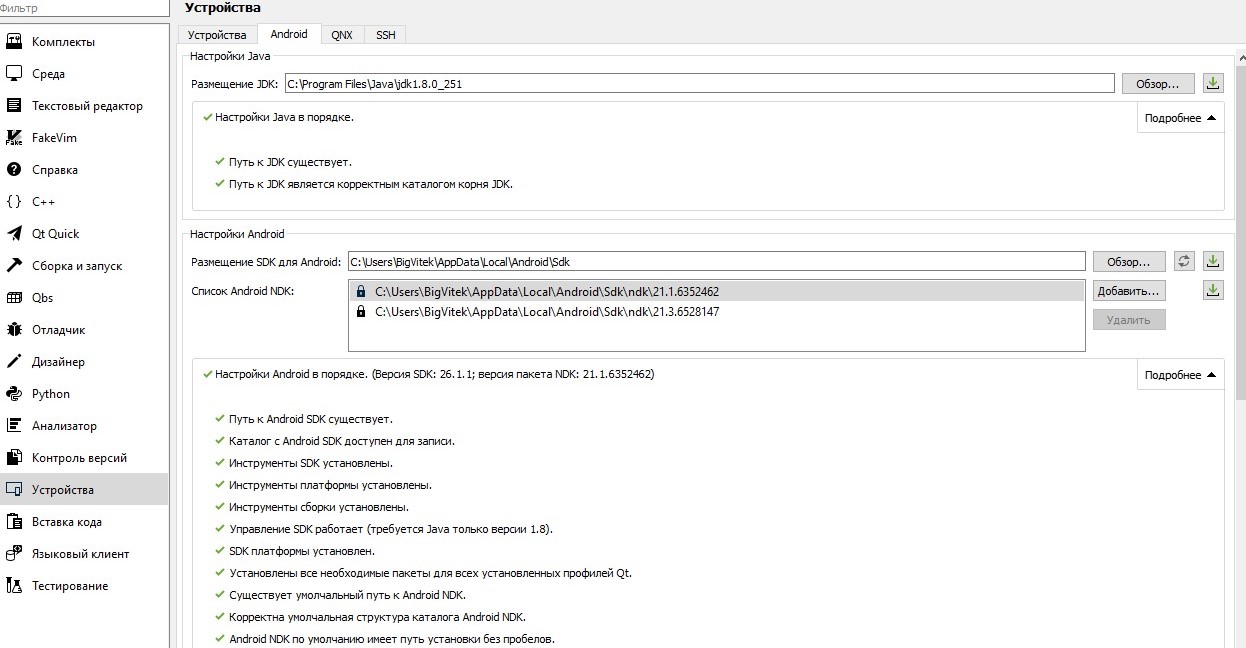 Фильтр
Комплекты
Среда
Текстовый редактор
FakeVim
Справка
C++
Qt Quick
Сборка и запуск
Qbs
Отладчик
Дизайнер
Python
Анализатор
Контроль версий
Устройства
Вставка кода
Языковый клиент
Тестирование
Устройства
Устройства Android QNX SSH
Настройки Java
Размещение JDK: C:\Program Files\Java\jdk1.8.0_251 Обзор...
Настройки Java в порядке. Подробнее
Путь к JDK существует.
Путь к JDK является корректным каталогом корня JDK.
Настройки Android
Размещение SDK для Android: C:\Users\BigVitek\AppData\Local\Android\Sdk Обзор...
Список Android NDK: C:\Users\BigVitek\AppData\Local\Android\Sdk\ndk\21.1.6352462 Добавить...
C:\Users\BigVitek\AppData\Local\Android\Sdk\ndk\21.3.6528147
Удалить
Настройки Android в порядке. (Версия SDK: 26.1.1; версия пакета NDK: 21.1.6352462) Подробнее
Путь к Android SDK существует.
Каталог с Android SDK доступен для записи.
Инструменты SDK установлены.
Инструменты платформы установлены.
Инструменты сборки установлены.
Управление SDK работает (требуется Java только версии 1.8).
SDK платформы установлен.
Установлены все необходимые пакеты для всех установленных профилей Qt.
Существует умолчальный путь к Android NDK.
Корректна умолчальная структура каталога Android NDK.
Android NDK по умолчанию имеет путь установки без пробелов.